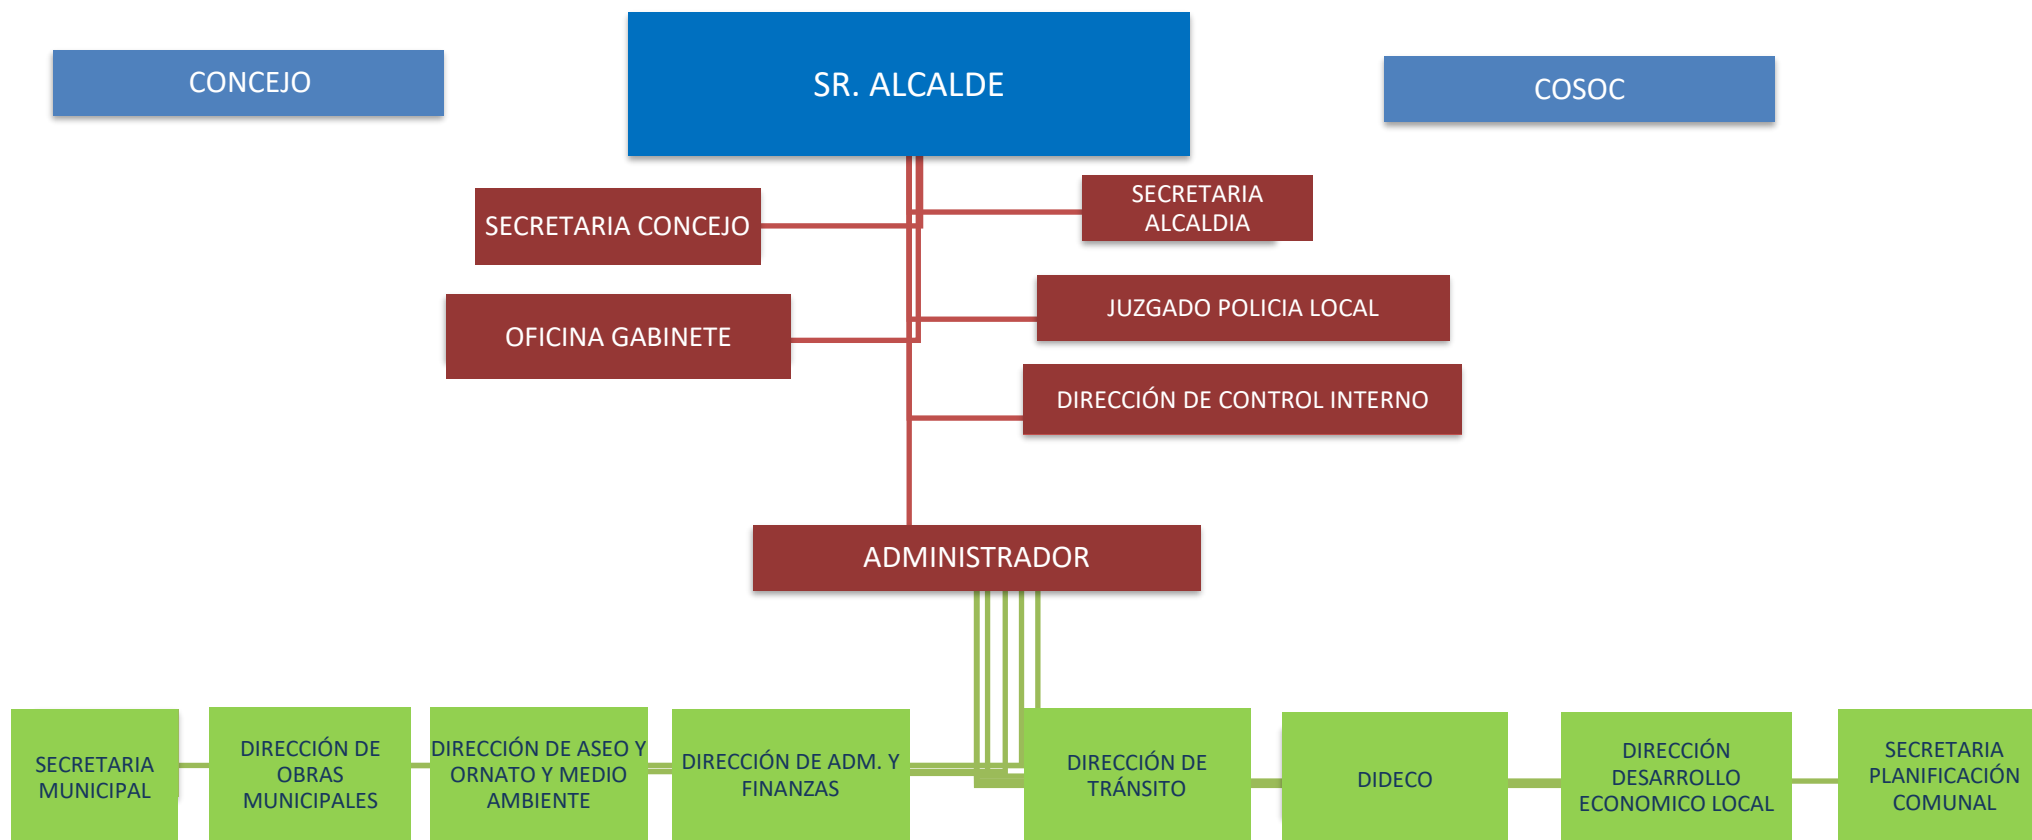 CONCEJO
SR. ALCALDE
COSOC
SECRETARIA CONCEJO
SECRETARIA
ALCALDIA
OFICINA GABINETE
JUZGADO POLICIA LOCAL
DIRECCIÓN DE CONTROL INTERNO
ADMINISTRADOR
SECRETARIA
MUNICIPAL
DIRECCIÓN DE
OBRAS
MUNICIPALES
DIRECCIÓN DE ASEO Y
ORNATO Y MEDIO
AMBIENTE
DIRECCIÓN DE ADM. Y
FINANZAS
DIRECCIÓN DE
TRÁNSITO
DIDECO
DIRECCIÓN
DESARROLLO
ECONOMICO LOCAL
SECRETARIA
PLANIFICACIÓN
COMUNAL